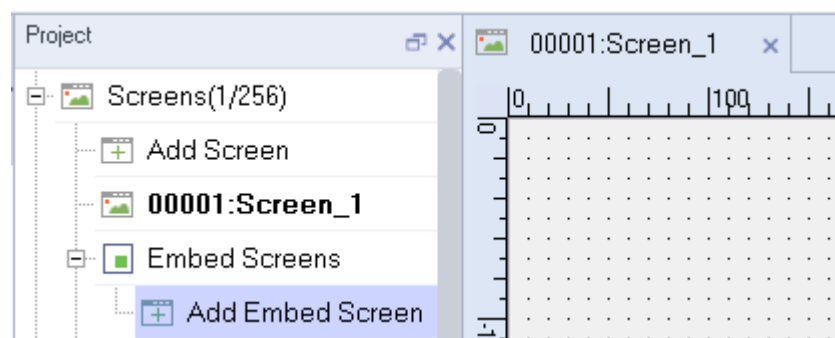 Project
00001:Screen_1
Screens(1/256)
0 100
Add Screen
0
00001:Screen_1
Embed Screens
Add Embed Screen